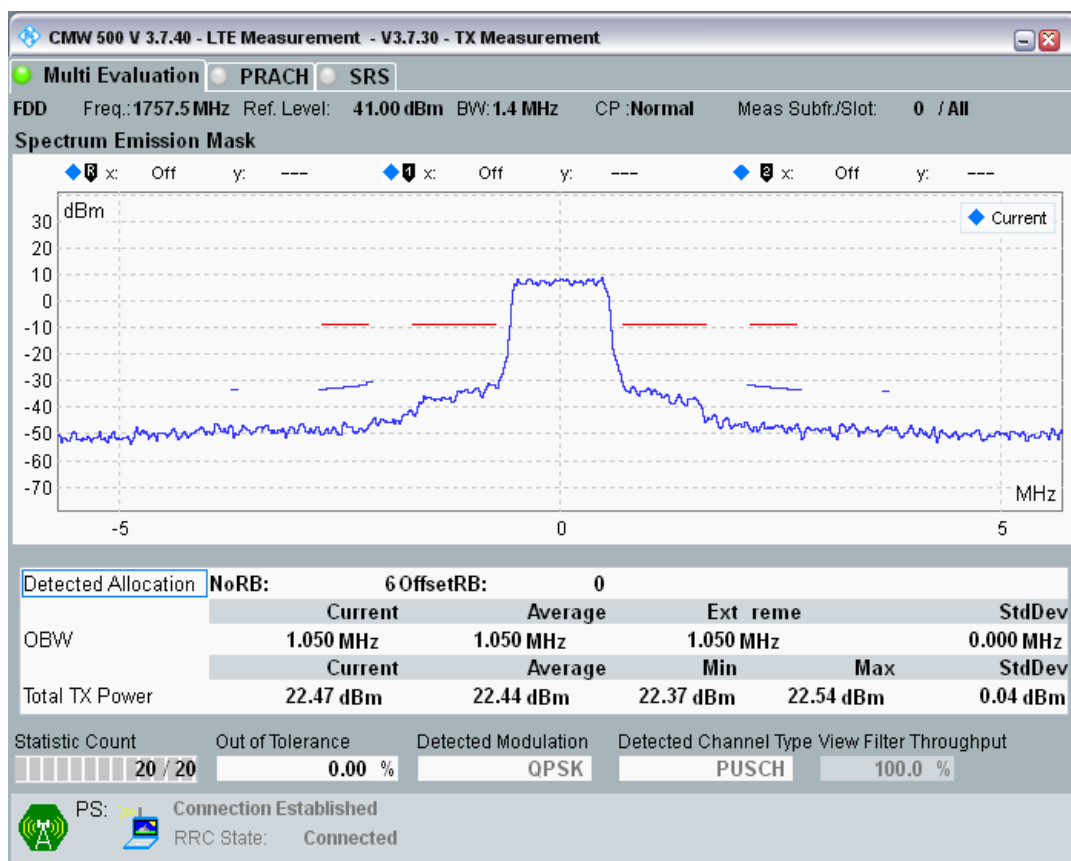 CMW 500 V 3.7.40 - LTE Measurement - V3.7.30 - TX Measurement
Multi Evaluation PRACH SRS
FDD Freq.: 1757.5 MHz Ref. Level: 41.00 dBm BW: 1.4 MHz CP :Normal Meas Subfr./Slot: 0 / All
Spectrum Emission Mask
R x: Off y: --- 1 x: Off y: --- 2 x: Off y: ---
dBm
Current
30
20
10
0
-10
-20
-30
-40
-50
-60
-70
MHz
-5 0 5
Detected Allocation NoRB: 6 OffsetRB: 0
Current Average Ext reme StdDev
OBW 1.050 MHz 1.050 MHz 1.050 MHz 0.000 MHz
Current Average Min Max StdDev
Total TX Power 22.47 dBm 22.44 dBm 22.37 dBm 22.54 dBm 0.04 dBm
Statistic Count Out of Tolerance Detected Modulation Detected Channel Type View Filter Throughput
20 / 20 0.00 % QPSK PUSCH 100.0 %
PS: Connection Established
RRC State: Connected